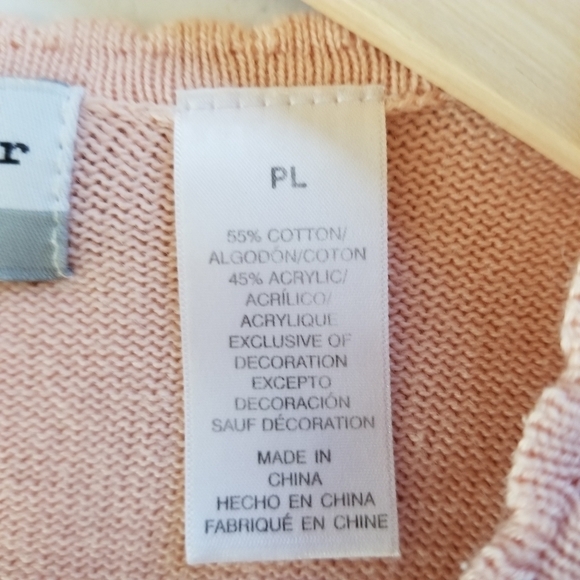 r
PL
55% COTTON/
ALGODÓN/COTON
45% ACRYLIC/
ACRÍLICO/
ACRYLIQUE
EXCLUSIVE OF
DECORATION
EXCEPTO
DECORACIÓN
SAUF DÉCORATION
MADE IN
CHINA
HECHO EN CHINA
FABRIQUÉ EN CHINE